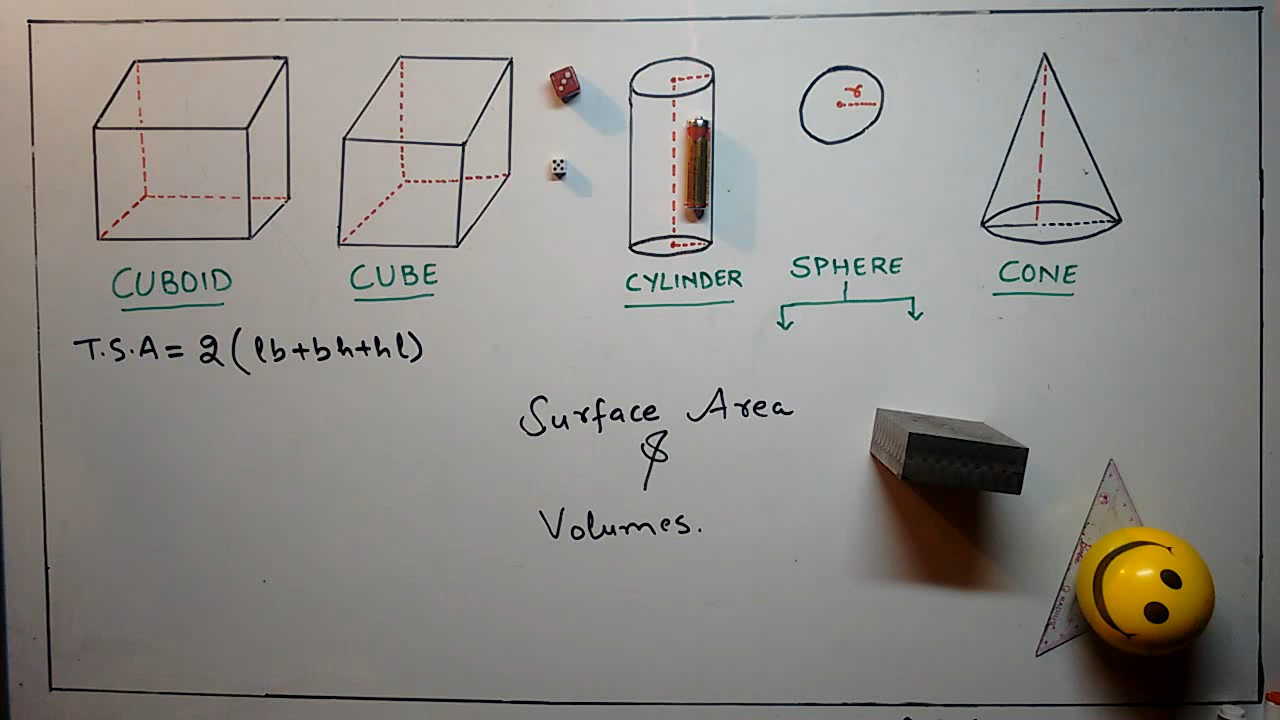 r
CUBOID
CUBE
CYLINDER
SPHERE
CONE
T.S.A = 2 (lb+bh+hl)
Surface Area
&
Volumes.